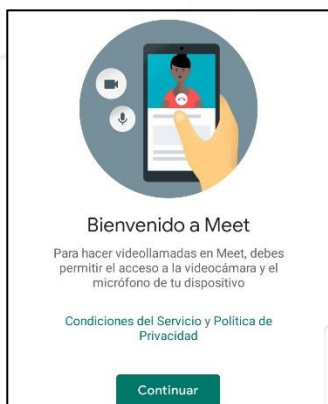 Bienvenido a Meet
Para hacer videollamadas en Meet, debes
permitir el acceso a la videocámara y el
micrófono de tu dispositivo
Condiciones del Servicio y Política de
Privacidad
Continuar